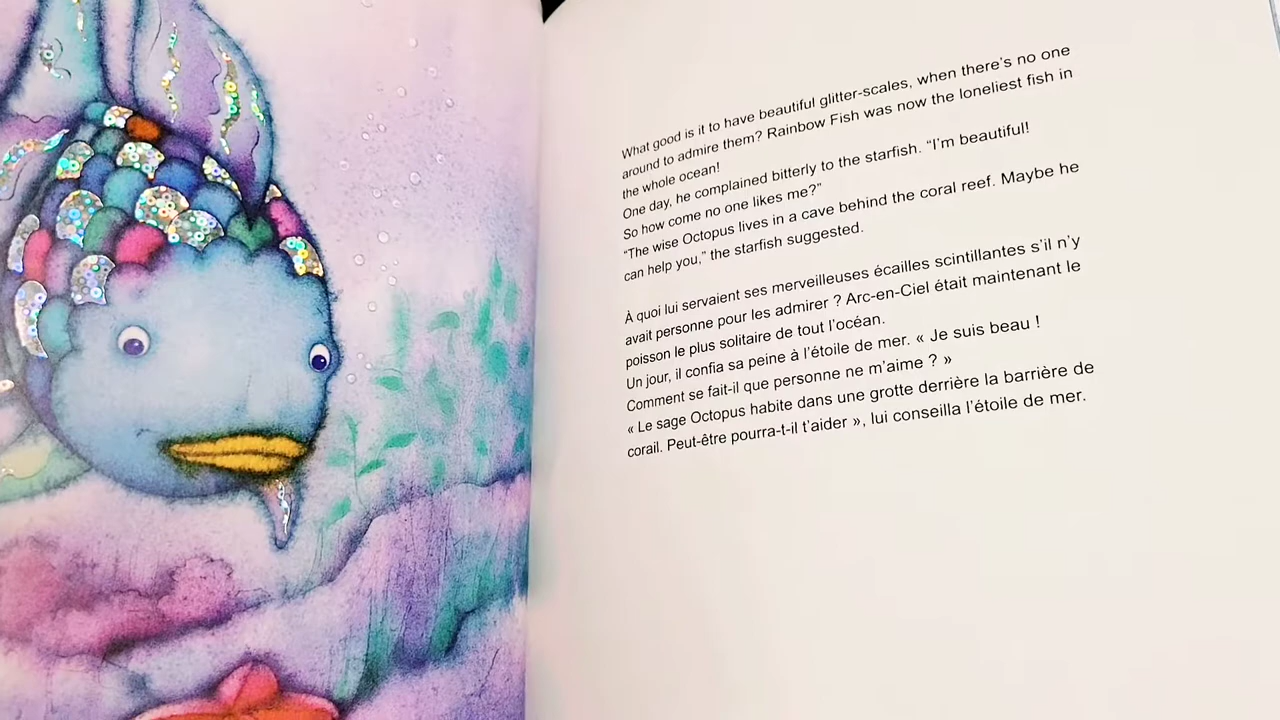 What good is it to have beautiful glitter-scales, when there's no one
around to admire them? Rainbow Fish was now the loneliest fish in
the whole ocean!
One day, he complained bitterly to the starfish. “I'm beautiful!
So how come no one likes me?”
“The wise Octopus lives in a cave behind the coral reef. Maybe he
can help you,” the starfish suggested.
À quoi lui servaient ses merveilleuses écailles scintillantes s'il n'y
avait personne pour les admirer ? Arc-en-Ciel était maintenant le
poisson le plus solitaire de tout l'océan.
Un jour, il confia sa peine à l'étoile de mer. « Je suis beau !
Comment se fait-il que personne ne m'aime ? »
« Le sage Octopus habite dans une grotte derrière la barrière de
corail. Peut-être pourra-t-il t'aider », lui conseilla l'étoile de mer.